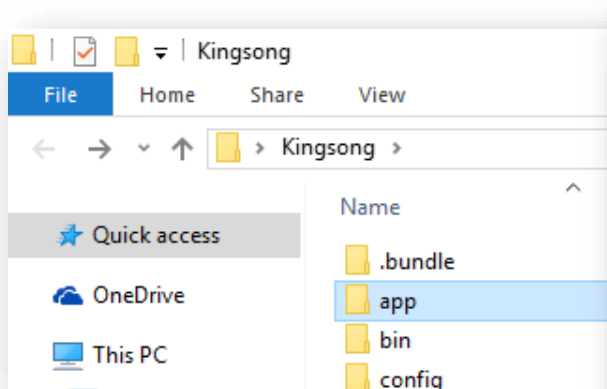 Kingsong
File Home Share View
Kingsong
Name
Quick access
.bundle
OneDrive
app
bin
This PC
config